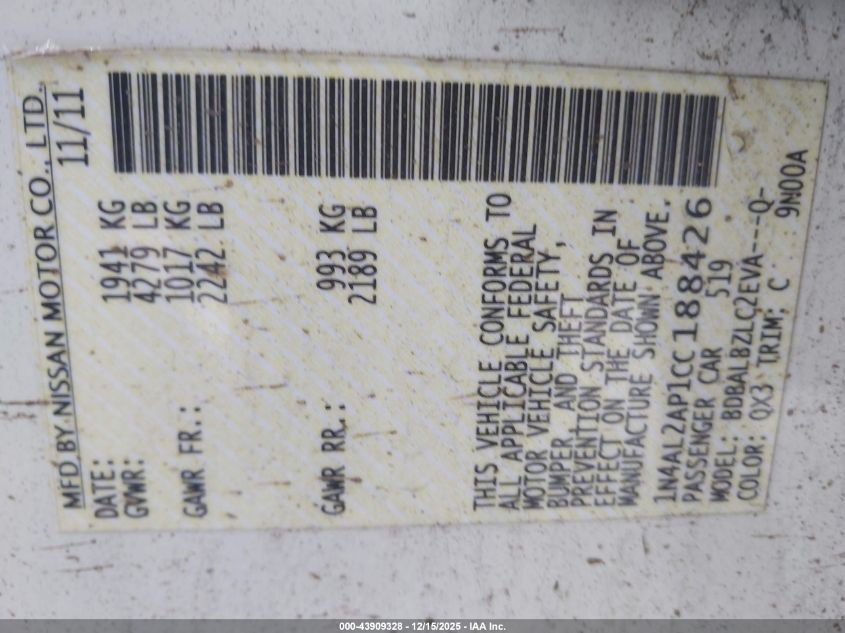 MFD BY NISSAN MOTOR CO., LTD.
DATE: 11/11
GVWR: 1941 KG
4279 LB
GAWR FR.: 1017 KG
2242 LB
GAWR RR.: 993 KG
2189 LB
THIS VEHICLE CONFORMS TO
ALL APPLICABLE FEDERAL
MOTOR VEHICLE SAFETY,
BUMPER AND THEFT
PREVENTION STANDARDS IN
EFFECT ON THE DATE OF
MANUFACTURE SHOWN ABOVE.
1N4AL2AP1CC188426
PASSENGER CAR 519
MODEL: BDBALBZLC2EVA---Q-
COLOR: QX3 TRIM: C 9N00A
000-43909328 - 12/15/2025 - IAA Inc.